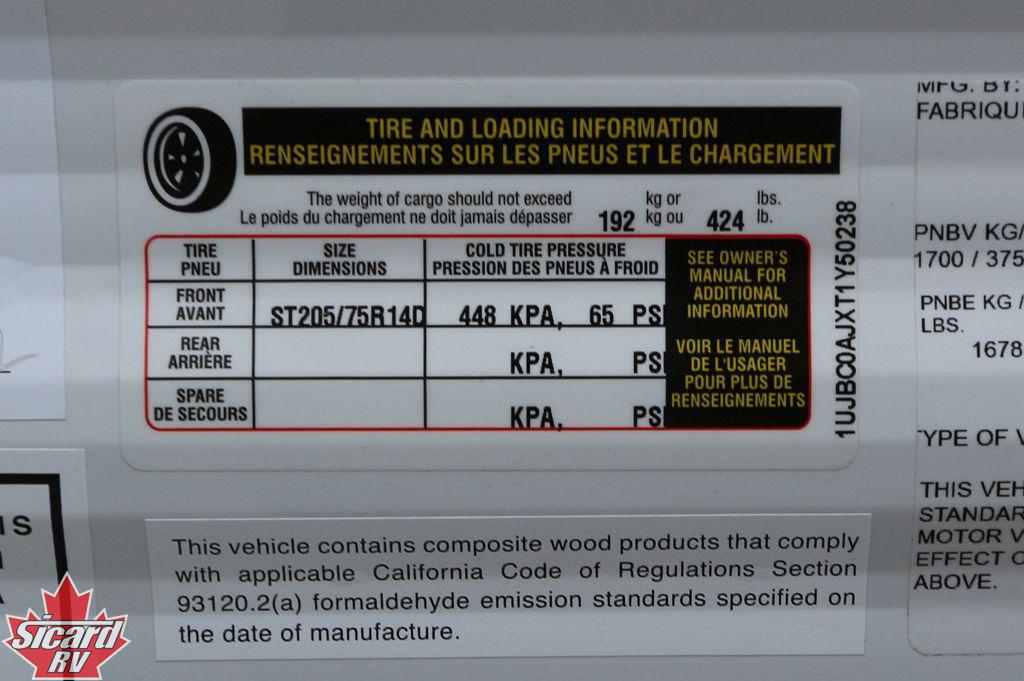 TIRE AND LOADING INFORMATION
RENSEIGNEMENTS SUR LES PNEUS ET LE CHARGEMENT
The weight of cargo should not exceed 192 kg or 424 lbs.
Le poids du chargement ne doit jamais dépasser kg ou lb.
TIRE SIZE COLD TIRE PRESSURE
PNEU DIMENSIONS PRESSION DES PNEUS À FROID
FRONT
AVANT ST205/75R14D 448 KPA, 65 PSI
REAR
ARRIÈRE KPA, PSI
SPARE
DE SECOURS KPA, PSI
SEE OWNER'S
MANUAL FOR
ADDITIONAL
INFORMATION
VOIR LE MANUEL
DE L'USAGER
POUR PLUS DE
RENSEIGNEMENTS
1UJBC0AJXT1Y50238
This vehicle contains composite wood products that comply
with applicable California Code of Regulations Section
93120.2(a) formaldehyde emission standards specified on
the date of manufacture.
MFG. BY:
FABRIQU
PNBV KG/
1700 / 375
PNBE KG /
LBS.
1678
TYPE OF V
THIS VEH
STANDAR
MOTOR V
EFFECT O
ABOVE.
Sicard
RV